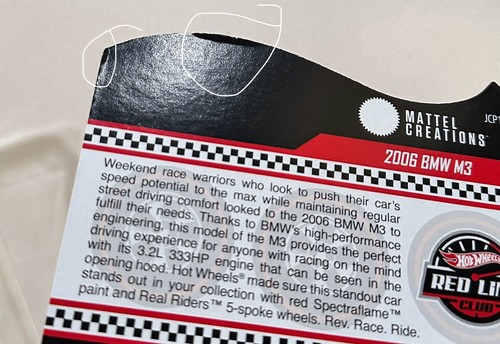 MATTEL
CREATIONS
2006 BMW M3
Weekend race warriors who look to push their car's
speed potential to the max while maintaining regular
street driving comfort looked to the 2006 BMW M3 to
fulfill their needs. Thanks to BMW's high-performance
engineering, this model of the M3 provides the perfect
driving experience for anyone with racing on the mind
with its 3.2L 333HP engine that can be seen in the
opening hood. Hot Wheels® made sure this standout car
stands out in your collection with red Spectraflame™
paint and Real Riders™ 5-spoke wheels. Rev. Race. Ride.
HOT WHEELS
RED LIN
CLUB